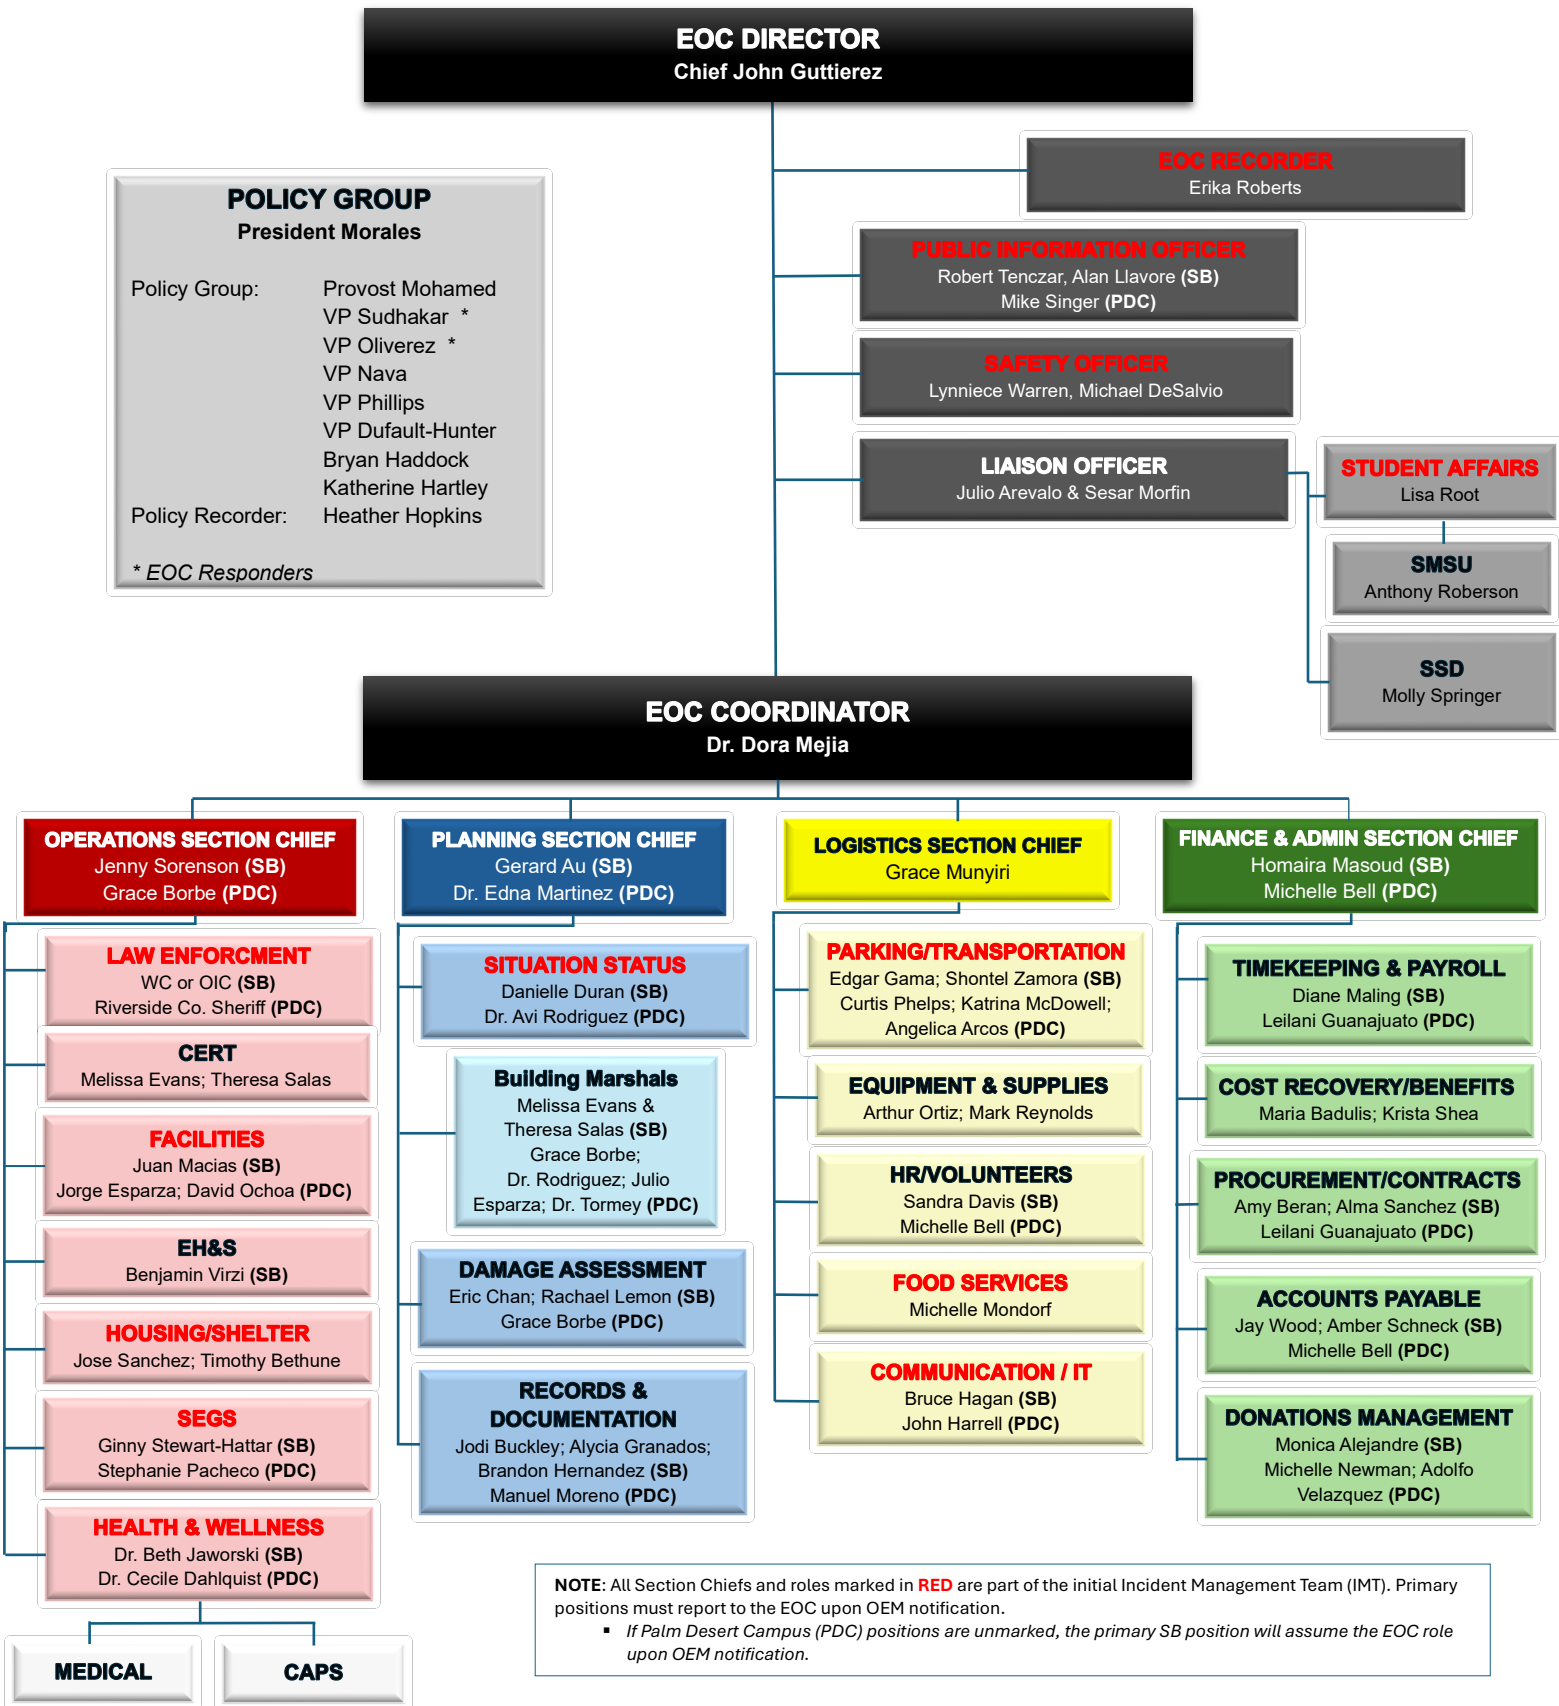 EOC DIRECTOR
Chief John Guttierez
EOC RECORDER
Erika Roberts
POLICY GROUP
President Morales
Policy Group: Provost Mohamed
VP Sudhakar *
VP Oliverez *
VP Nava
VP Phillips
VP Dufault-Hunter
Bryan Haddock
Katherine Hartley
Policy Recorder: Heather Hopkins
* EOC Responders
PUBLIC INFORMATION OFFICER
Robert Tenczar, Alan Llavore (SB)
Mike Singer (PDC)
SAFETY OFFICER
Lynniece Warren, Michael DeSalvio
LIAISON OFFICER
Julio Arevalo & Sesar Morfin
STUDENT AFFAIRS
Lisa Root
SMSU
Anthony Roberson
SSD
Molly Springer
EOC COORDINATOR
Dr. Dora Mejia
OPERATIONS SECTION CHIEF
Jenny Sorenson (SB)
Grace Borbe (PDC)
LAW ENFORCMENT
WC or OIC (SB)
Riverside Co. Sheriff (PDC)
CERT
Melissa Evans; Theresa Salas
FACILITIES
Juan Macias (SB)
Jorge Esparza; David Ochoa (PDC)
EH&S
Benjamin Virzi (SB)
HOUSING/SHELTER
Jose Sanchez; Timothy Bethune
SEGS
Ginny Stewart-Hattar (SB)
Stephanie Pacheco (PDC)
HEALTH & WELLNESS
Dr. Beth Jaworski (SB)
Dr. Cecile Dahlquist (PDC)
MEDICAL
CAPS
PLANNING SECTION CHIEF
Gerard Au (SB)
Dr. Edna Martinez (PDC)
SITUATION STATUS
Danielle Duran (SB)
Dr. Avi Rodriguez (PDC)
Building Marshals
Melissa Evans &
Theresa Salas (SB)
Grace Borbe;
Dr. Rodriguez; Julio
Esparza; Dr. Tormey (PDC)
DAMAGE ASSESSMENT
Eric Chan; Rachael Lemon (SB)
Grace Borbe (PDC)
RECORDS &
DOCUMENTATION
Jodi Buckley; Alycia Granados;
Brandon Hernandez (SB)
Manuel Moreno (PDC)
LOGISTICS SECTION CHIEF
Grace Munyiri
PARKING/TRANSPORTATION
Edgar Gama; Shontel Zamora (SB)
Curtis Phelps; Katrina McDowell;
Angelica Arcos (PDC)
EQUIPMENT & SUPPLIES
Arthur Ortiz; Mark Reynolds
HR/VOLUNTEERS
Sandra Davis (SB)
Michelle Bell (PDC)
FOOD SERVICES
Michelle Mondorf
COMMUNICATION / IT
Bruce Hagan (SB)
John Harrell (PDC)
FINANCE & ADMIN SECTION CHIEF
Homaira Masoud (SB)
Michelle Bell (PDC)
TIMEKEEPING & PAYROLL
Diane Maling (SB)
Leilani Guanajuato (PDC)
COST RECOVERY/BENEFITS
Maria Badulis; Krista Shea
PROCUREMENT/CONTRACTS
Amy Beran; Alma Sanchez (SB)
Leilani Guanajuato (PDC)
ACCOUNTS PAYABLE
Jay Wood; Amber Schneck (SB)
Michelle Bell (PDC)
DONATIONS MANAGEMENT
Monica Alejandre (SB)
Michelle Newman; Adolfo
Velazquez (PDC)
NOTE: All Section Chiefs and roles marked in RED are part of the initial Incident Management Team (IMT). Primary
positions must report to the EOC upon OEM notification.
▪ If Palm Desert Campus (PDC) positions are unmarked, the primary SB position will assume the EOC role
upon OEM notification.